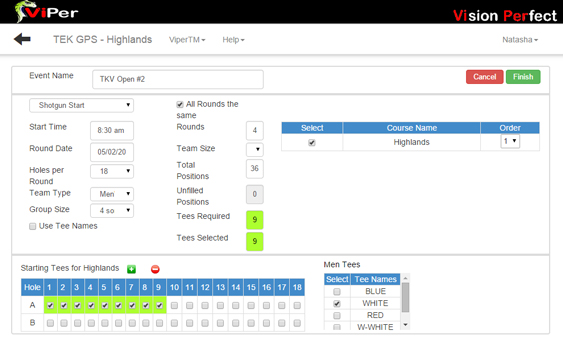 ViPer
Vision Perfect
TEK GPS - Highlands
ViperTM
Help
Natasha
Event Name
TKV Open #2
Cancel
Finish
Shotgun Start
Start Time
8:30 am
Round Date
05/02/20
Holes per
Round
18
Team Type
Men
Group Size
4 so
Use Tee Names
All Rounds the
same
Rounds
4
Team Size
Total
Positions
36
Unfilled
Positions
0
Tees Required
9
Tees Selected
9
Select Course Name Order
Highlands 1
Starting Tees for Highlands
Hole 1 2 3 4 5 6 7 8 9 10 11 12 13 14 15 16 17 18
A
B
Men Tees
Select Tee Names
BLUE
WHITE
RED
W-WHITE